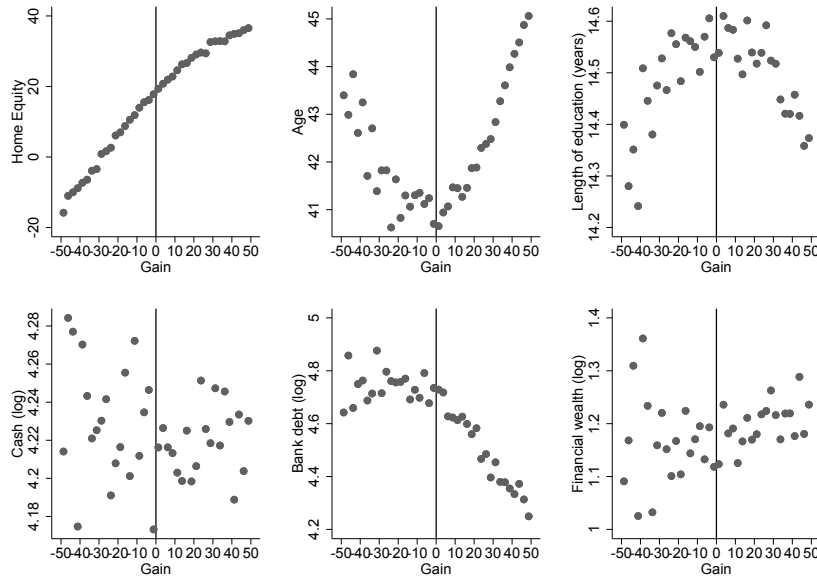 Home Equity
40
20
0
-20
-50 -40 -30 -20 -10 0 10 20 30 40 50
Gain
Age
45
44
43
42
41
-50 -40 -30 -20 -10 0 10 20 30 40 50
Gain
Length of education (years)
14.6
14.5
14.4
14.3
14.2
-50 -40 -30 -20 -10 0 10 20 30 40 50
Gain
Cash (log)
4.28
4.26
4.24
4.22
4.2
4.18
-50 -40 -30 -20 -10 0 10 20 30 40 50
Gain
Bank debt (log)
5
4.8
4.6
4.4
4.2
-50 -40 -30 -20 -10 0 10 20 30 40 50
Gain
Financial wealth (log)
1.4
1.3
1.2
1.1
1
-50 -40 -30 -20 -10 0 10 20 30 40 50
Gain